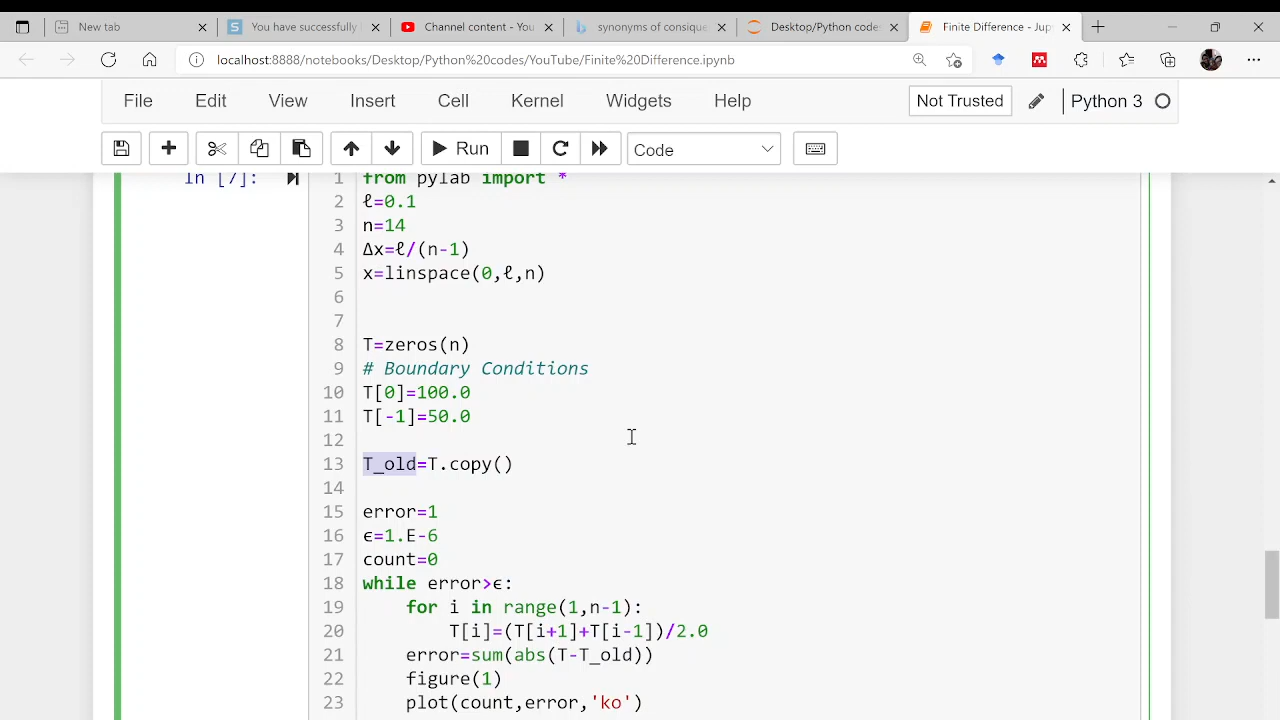 New tab
You have successfully
Channel content - You
synonyms of consique
Desktop/Python code
Finite Difference - Jup
localhost:8888/notebooks/Desktop/Python%20codes/YouTube/Finite%20Difference.ipynb
File Edit View Insert Cell Kernel Widgets Help
Not Trusted
Python 3
Run
Code
In [7]:
1 from pylab import *
2 ℓ=0.1
3 n=14
4 Δx=ℓ/(n-1)
5 x=linspace(0,ℓ,n)
6
7
8 T=zeros(n)
9 # Boundary Conditions
10 T[0]=100.0
11 T[-1]=50.0
12
13 T_old=T.copy()
14
15 error=1
16 ϵ=1.E-6
17 count=0
18 while error>ϵ:
19 for i in range(1,n-1):
20 T[i]=(T[i+1]+T[i-1])/2.0
21 error=sum(abs(T-T_old))
22 figure(1)
23 plot(count,error,'ko')